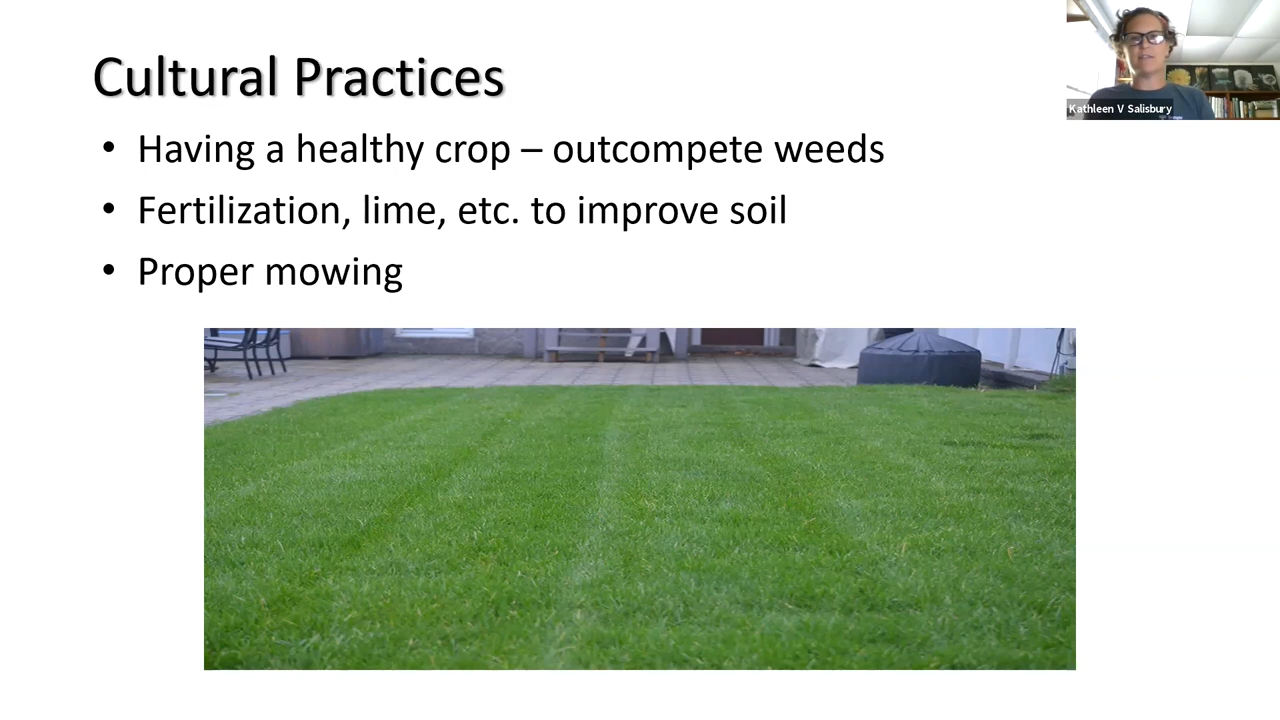 Cultural Practices
Kathleen V Salisbury
• Having a healthy crop – outcompete weeds
• Fertilization, lime, etc. to improve soil
• Proper mowing